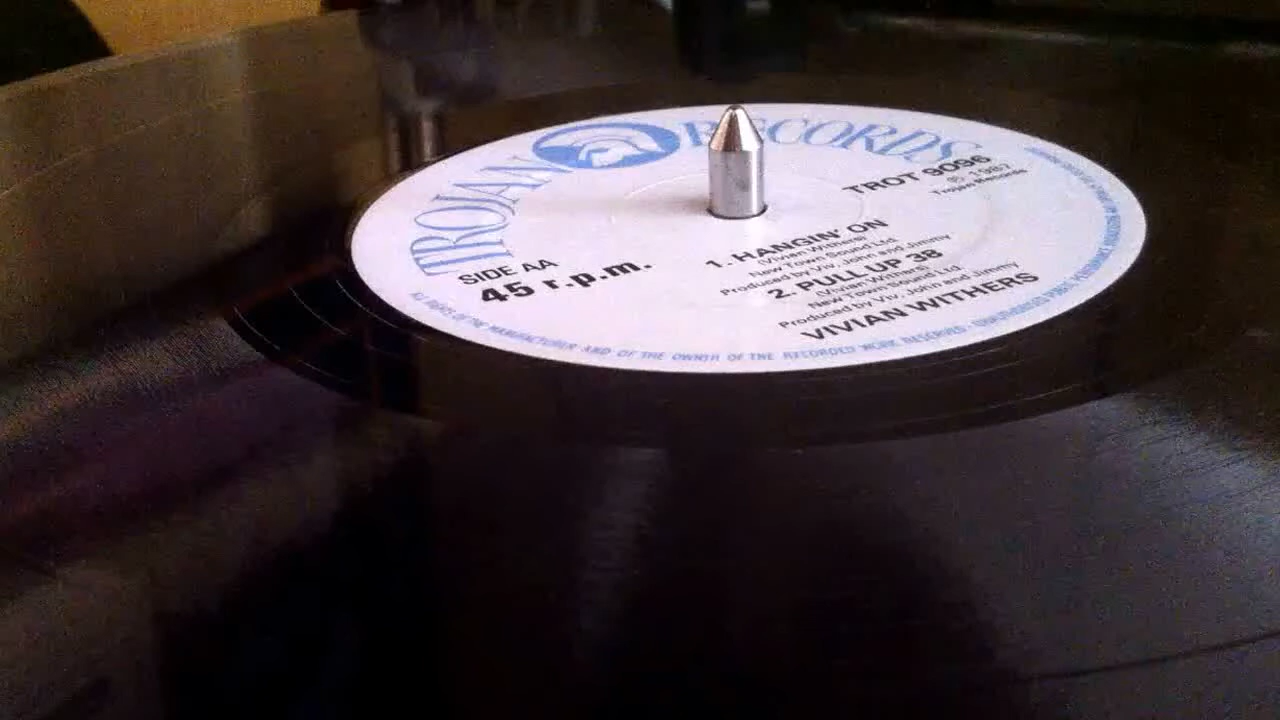 TROJAN RECORDS
TROT 9096
℗ 1987
Trojan Records
SIDE AA
45 r.p.m.
1. HANGIN' ON
(Vivian Withers)
New Town Sound Ltd.
Produced by Viv, John and Jimmy
2. PULL UP 38
(Vivian Withers)
New Town Sound Ltd.
Produced by Viv, John and Jimmy
VIVIAN WITHERS
ALL RIGHTS OF THE MANUFACTURER AND OF THE OWNER OF THE RECORDED WORK RESERVED · UNAUTHORISED PUBLIC PERFORMANCE